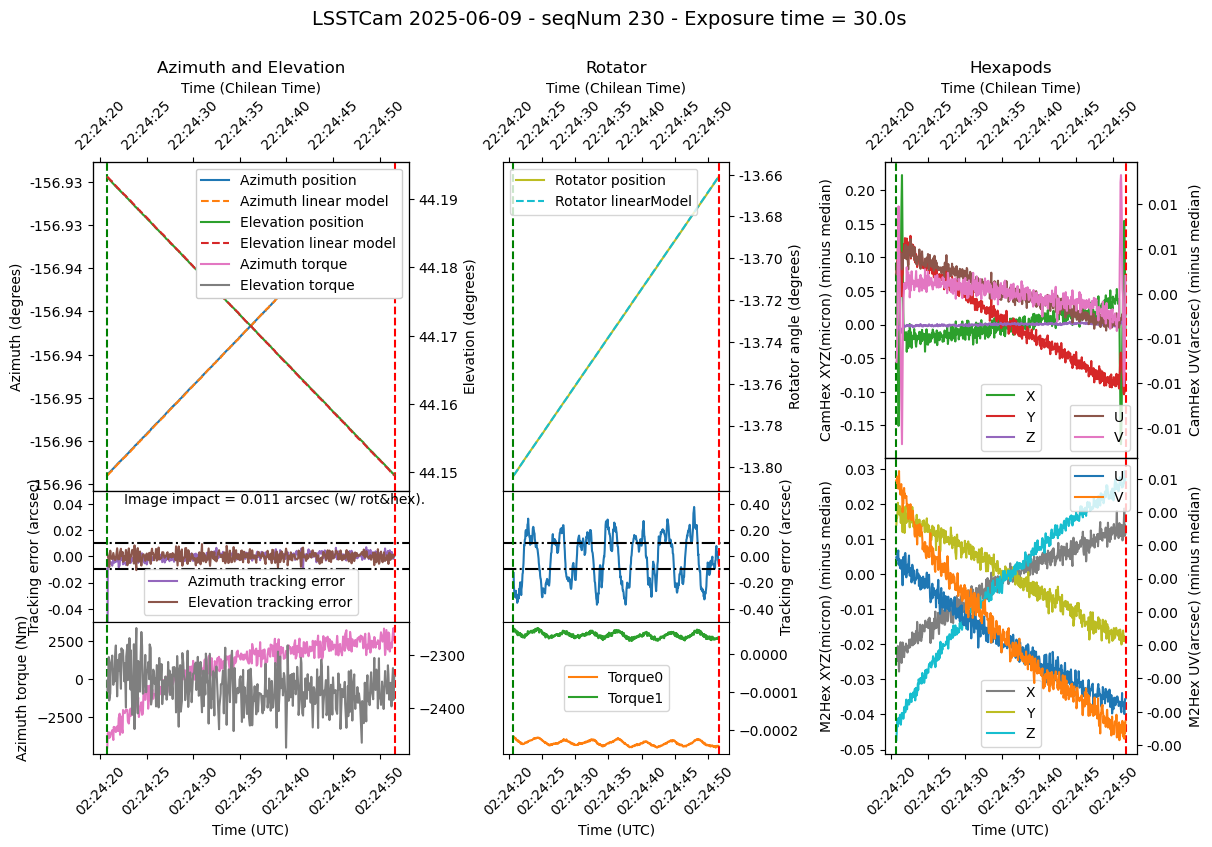 LSSTCam 2025-06-09 - seqNum 230 - Exposure time = 30.0s
Azimuth and Elevation
Time (Chilean Time)
22:24:20
22:24:25
22:24:30
22:24:35
22:24:40
22:24:45
22:24:50
Azimuth (degrees)
-156.93
-156.93
-156.94
-156.94
-156.94
-156.95
-156.96
-156.96
Azimuth position
Azimuth linear model
Elevation position
Elevation linear model
Azimuth torque
Elevation torque
44.19
44.18
44.17
44.16
44.15
Elevation (degrees)
Image impact = 0.011 arcsec (w/ rot&hex).
Tracking error (arcsec)
0.04
0.02
0.00
-0.02
-0.04
Azimuth tracking error
Elevation tracking error
Azimuth torque (Nm)
2500
0
−2500
−2300
−2400
02:24:20
02:24:25
02:24:30
02:24:35
02:24:40
02:24:45
02:24:50
Time (UTC)
Rotator
Time (Chilean Time)
22:24:20
22:24:25
22:24:30
22:24:35
22:24:40
22:24:45
22:24:50
Rotator position
Rotator linearModel
-13.66
-13.68
-13.70
-13.72
-13.74
-13.76
-13.78
-13.80
Rotator angle (degrees)
0.40
0.20
0.00
-0.20
-0.40
Tracking error (arcsec)
Torque0
Torque1
0.0000
−0.0001
−0.0002
02:24:20
02:24:25
02:24:30
02:24:35
02:24:40
02:24:45
02:24:50
Time (UTC)
Hexapods
Time (Chilean Time)
22:24:20
22:24:25
22:24:30
22:24:35
22:24:40
22:24:45
22:24:50
CamHex XYZ(micron) (minus median)
0.20
0.15
0.10
0.05
0.00
-0.05
-0.10
-0.15
X
Y
Z
U
V
0.01
0.01
0.00
-0.01
-0.01
-0.01
CamHex UV(arcsec) (minus median)
M2Hex XYZ(micron) (minus median)
0.03
0.01
0.01
0.00
-0.01
-0.01
-0.03
-0.04
-0.05
U
V
X
Y
Z
0.01
0.00
0.00
0.00
0.00
-0.00
-0.00
-0.00
-0.00
M2Hex UV(arcsec) (minus median)
02:24:20
02:24:25
02:24:30
02:24:35
02:24:40
02:24:45
02:24:50
Time (UTC)